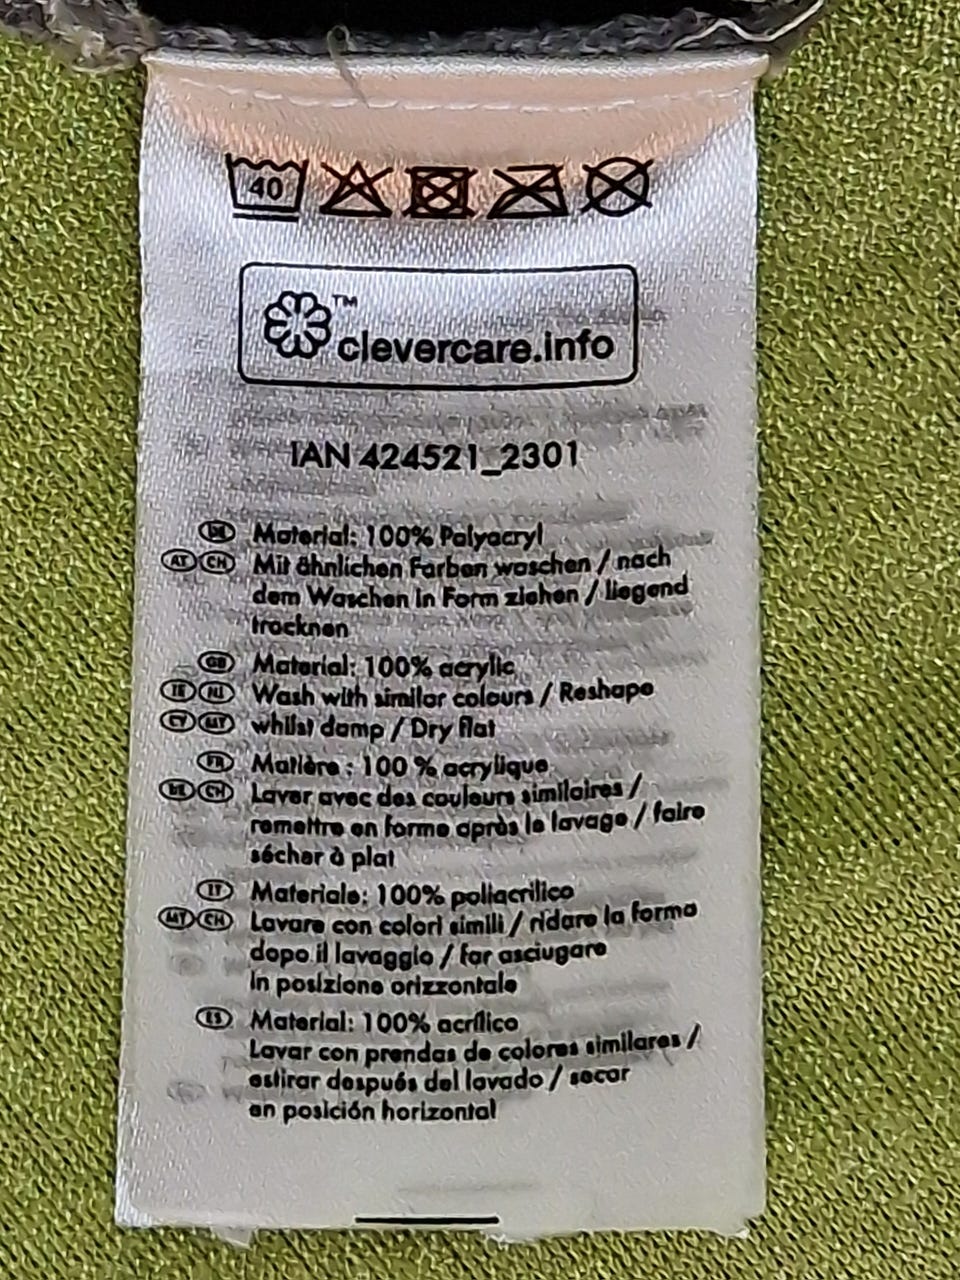 40
TM
clevercare.info
IAN 424521_2301
DE Material: 100% Polyacryl
AT CH Mit ähnlichen Farben waschen / nach
dem Waschen in Form ziehen / liegend
trocknen
GB Material: 100% acrylic
IE NI Wash with similar colours / Reshape
CY MT whilst damp / Dry flat
FR Matière : 100 % acrylique
BE CH Laver avec des couleurs similaires /
remettre en forme après le lavage / faire
sécher à plat
IT Materiale: 100% poliacrilico
MT CH Lavare con colori simili / ridare la forma
dopo il lavaggio / far asciugare
in posizione orizzontale
ES Material: 100% acrílico
Lavar con prendas de colores similares /
estirar después del lavado / secar
en posición horizontal